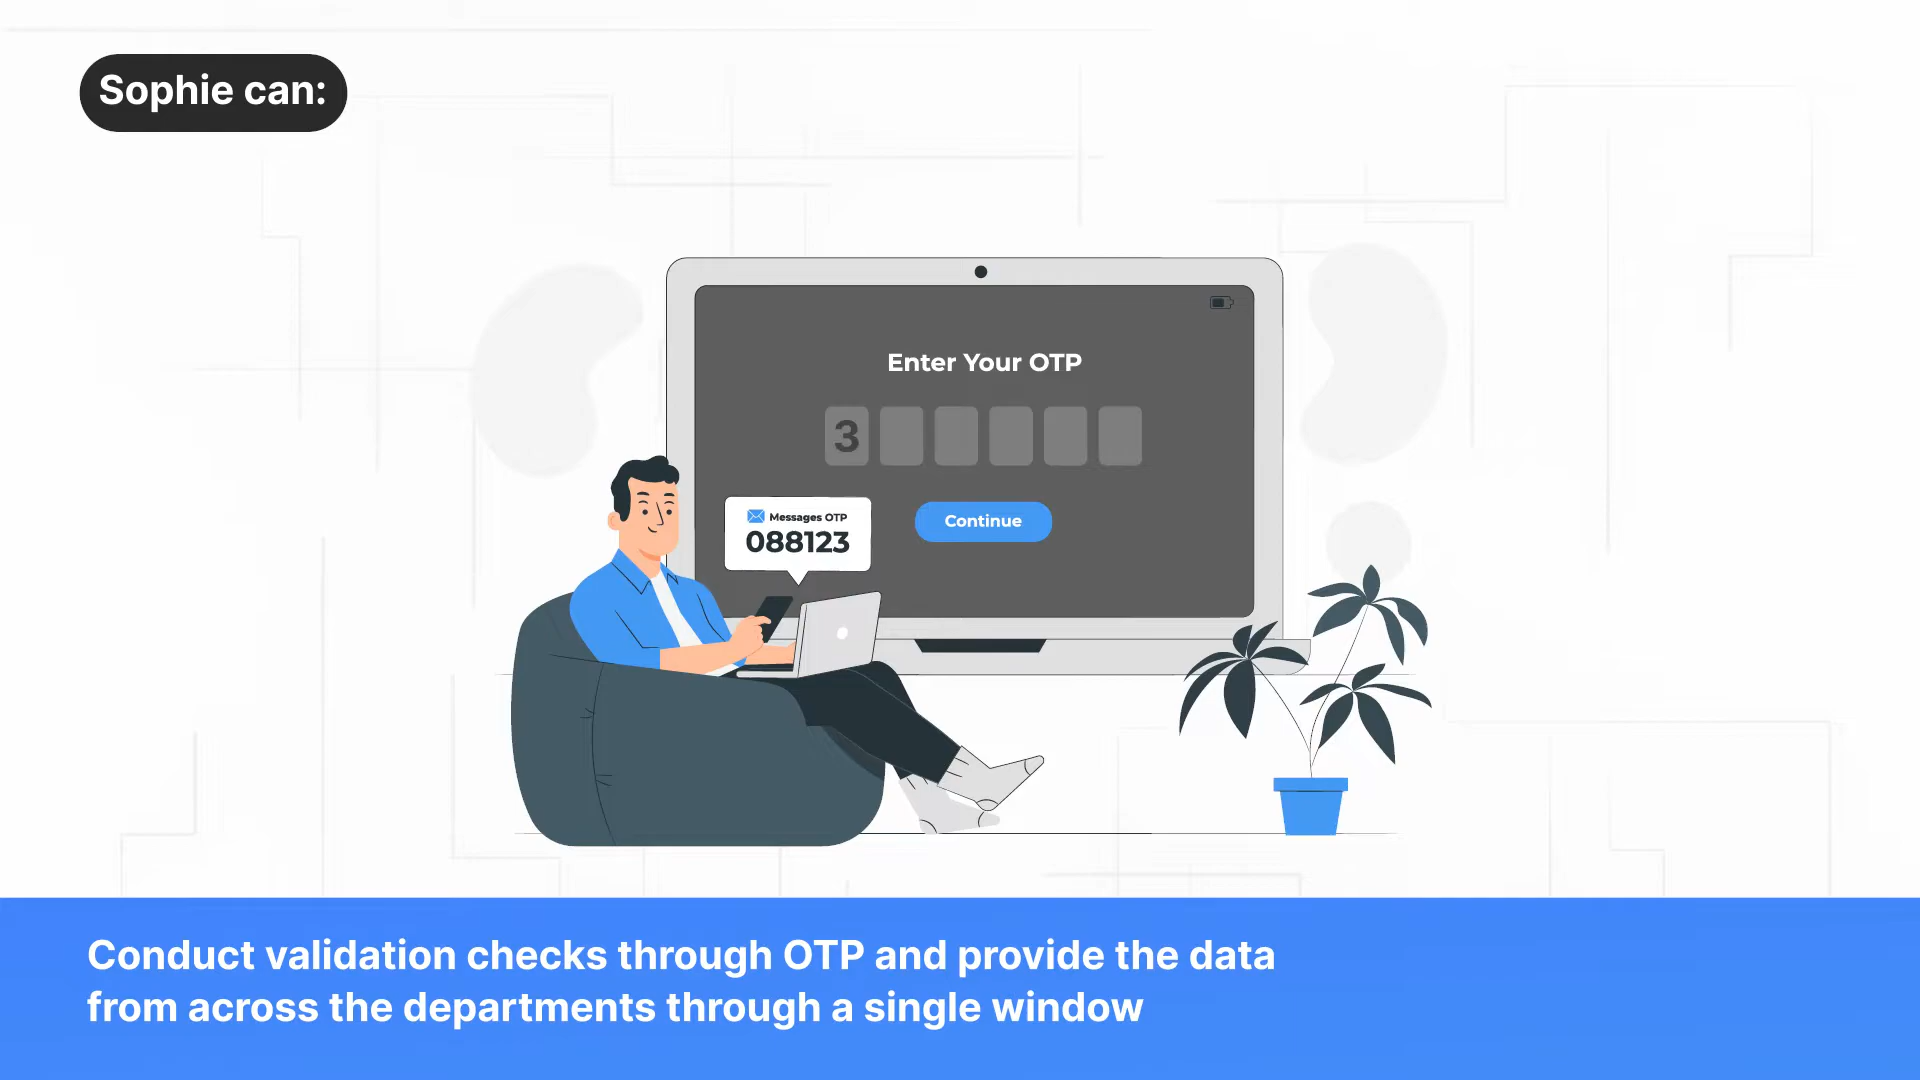 Sophie can:
Enter Your OTP
3
Messages OTP
088123
Continue
Conduct validation checks through OTP and provide the data
from across the departments through a single window